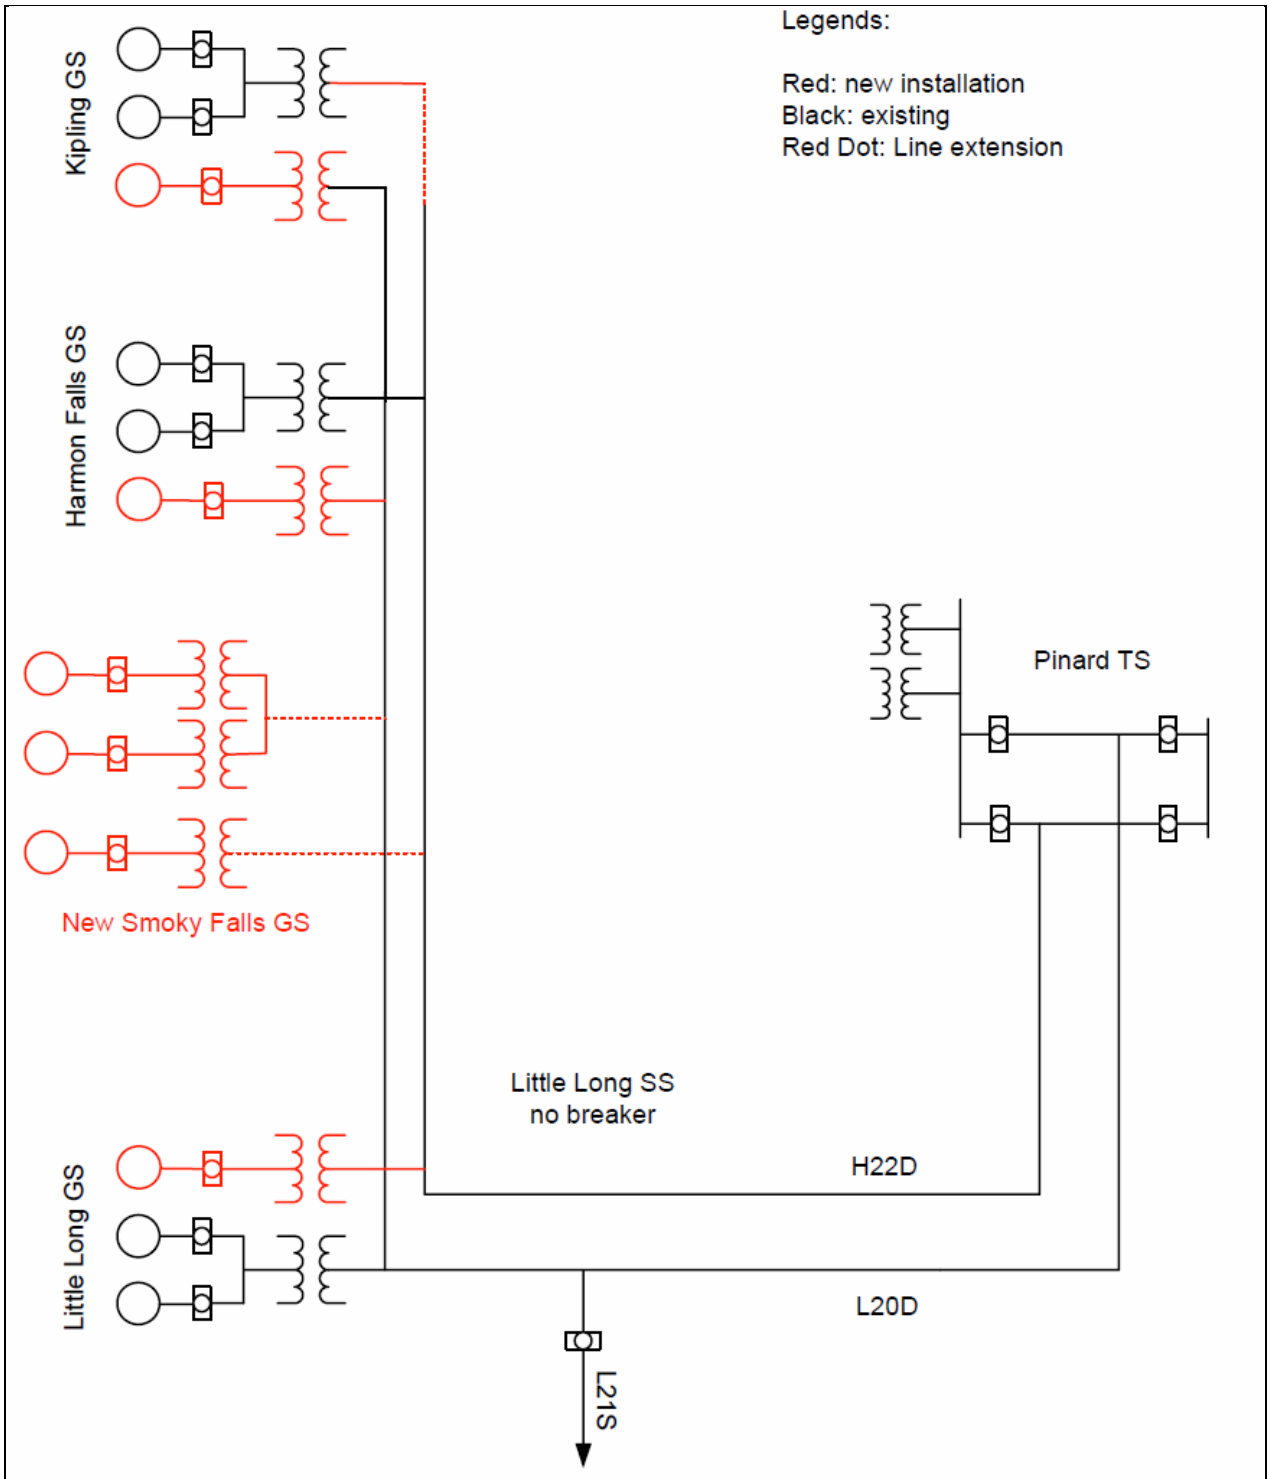 Legends:
Red: new installation
Black: existing
Red Dot: Line extension
Kipling GS
Harmon Falls GS
Pinard TS
New Smoky Falls GS
Little Long SS
no breaker
H22D
Little Long GS
L20D
L21S